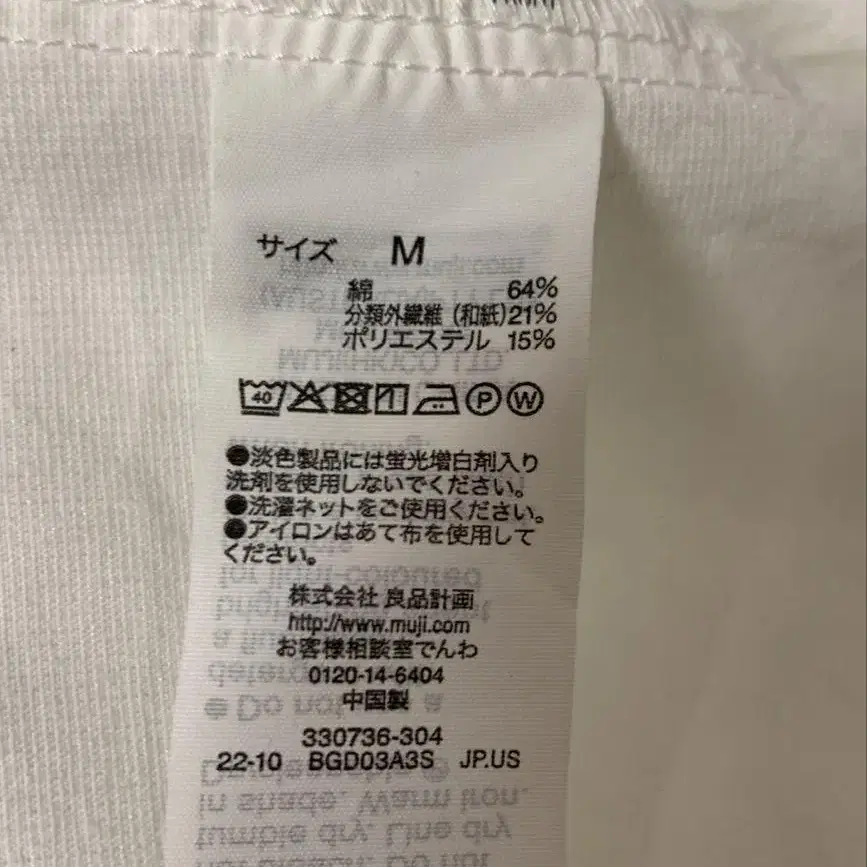 サイズ M
綿 64%
分類外繊維 (和紙)21%
ポリエステル 15%
40 P W
●淡色製品には蛍光増白剤入り
洗剤を使用しないでください。
●洗濯ネットをご使用ください。
●アイロンはあて布を使用して
ください。
株式会社 良品計画
http://www.muji.com
お客様相談室でんわ
0120-14-6404
中国製
330736-304
22-10 BGD03A3S JP.US